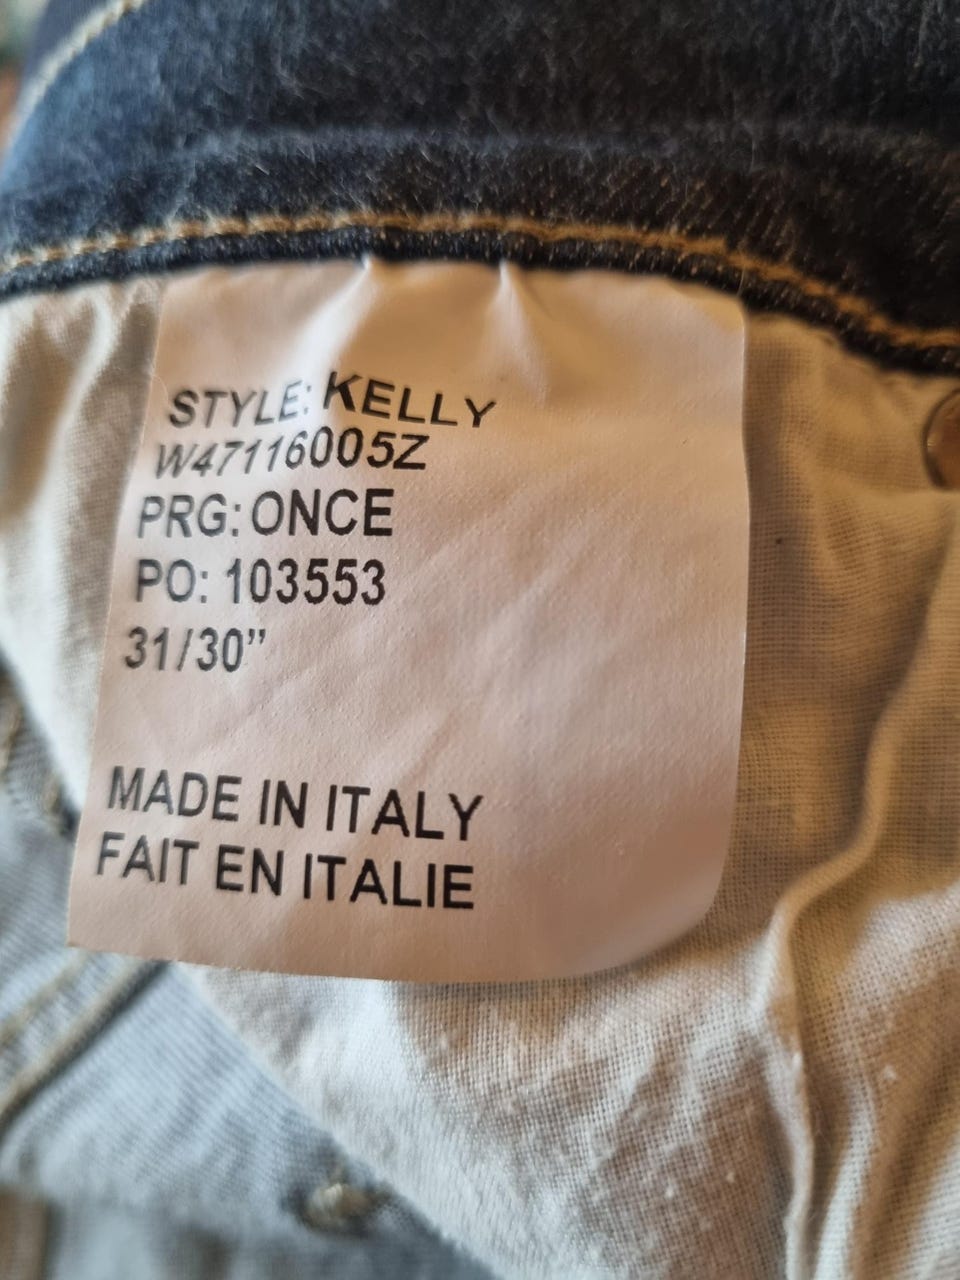 STYLE: KELLY
W47116005Z
PRG: ONCE
PO: 103553
31/30”
MADE IN ITALY
FAIT EN ITALIE